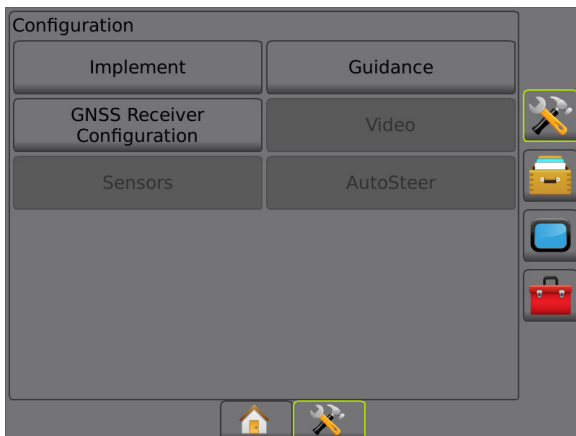 Configuration
Implement
Guidance
GNSS Receiver
Configuration
Video
Sensors
AutoSteer